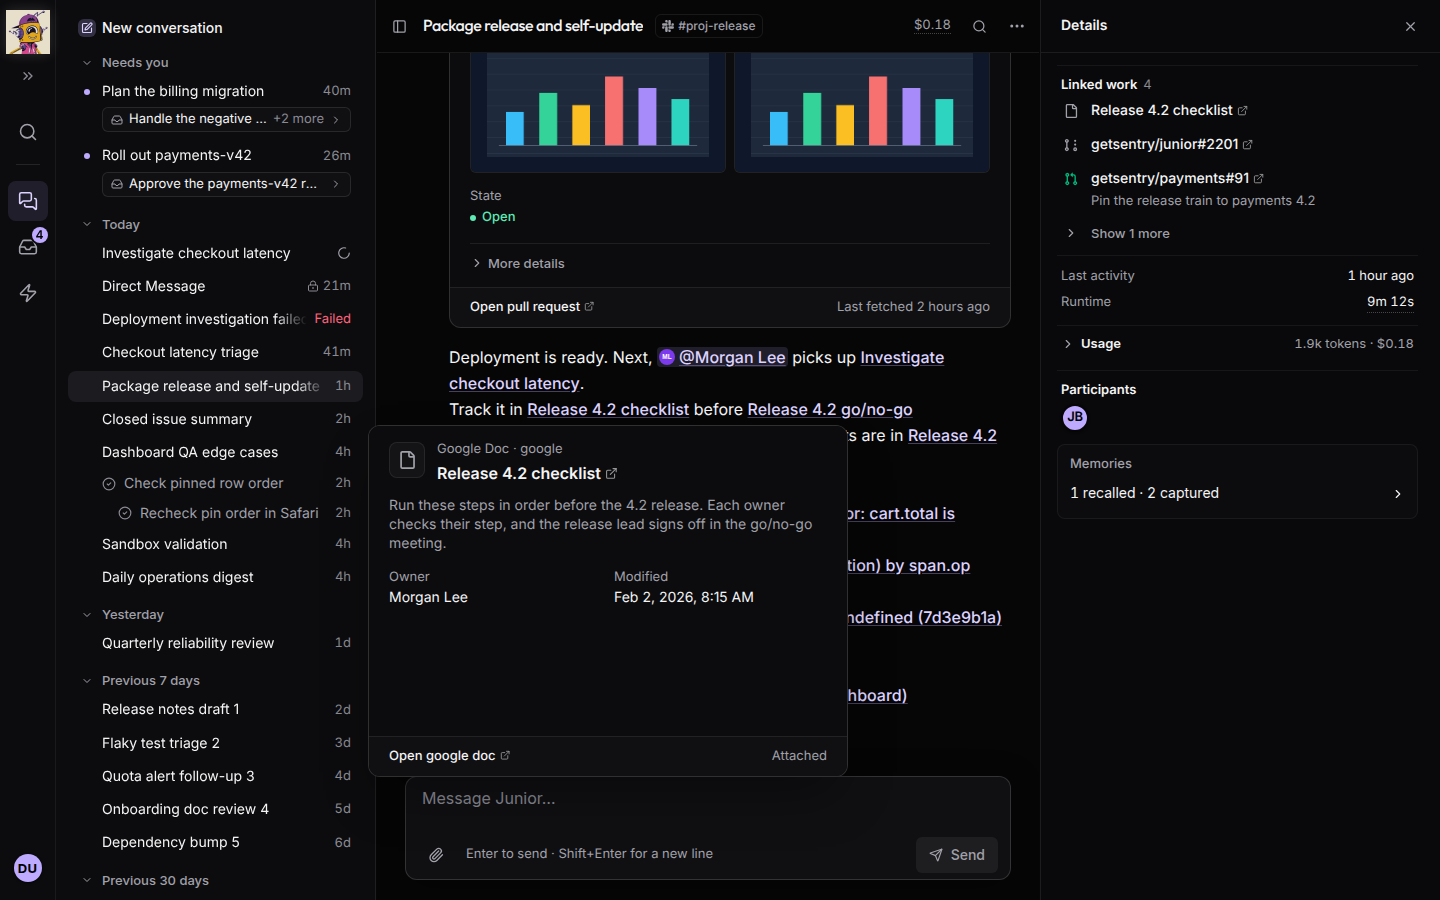 New conversation
Needs you
Plan the billing migration 40m
Handle the negative ... +2 more
Roll out payments-v42 26m
Approve the payments-v42 r...
Today
Investigate checkout latency
Direct Message 21m
Deployment investigation failed Failed
Checkout latency triage 41m
Package release and self-update 1h
Closed issue summary 2h
Dashboard QA edge cases 4h
Check pinned row order 2h
Recheck pin order in Safari 2h
Sandbox validation 4h
Daily operations digest 4h
Yesterday
Quarterly reliability review 1d
Previous 7 days
Release notes draft 1 2d
Flaky test triage 2 3d
Quota alert follow-up 3 4d
Onboarding doc review 4 5d
Dependency bump 5 6d
Previous 30 days
4
DU
Package release and self-update #proj-release $0.18
State
Open
More details
Open pull request Last fetched 2 hours ago
Deployment is ready. Next, ML @Morgan Lee picks up Investigate
checkout latency.
Track it in Release 4.2 checklist before Release 4.2 go/no-go
s are in Release 4.2
or: cart.total is
tion) by span.op
ndefined (7d3e9b1a)
hboard)
Google Doc · google
Release 4.2 checklist
Run these steps in order before the 4.2 release. Each owner
checks their step, and the release lead signs off in the go/no-go
meeting.
Owner Modified
Morgan Lee Feb 2, 2026, 8:15 AM
Open google doc Attached
Message Junior...
Enter to send · Shift+Enter for a new line
Send
Details
Linked work 4
Release 4.2 checklist
getsentry/junior#2201
getsentry/payments#91
Pin the release train to payments 4.2
Show 1 more
Last activity 1 hour ago
Runtime 9m 12s
Usage 1.9k tokens · $0.18
Participants
JB
Memories
1 recalled · 2 captured